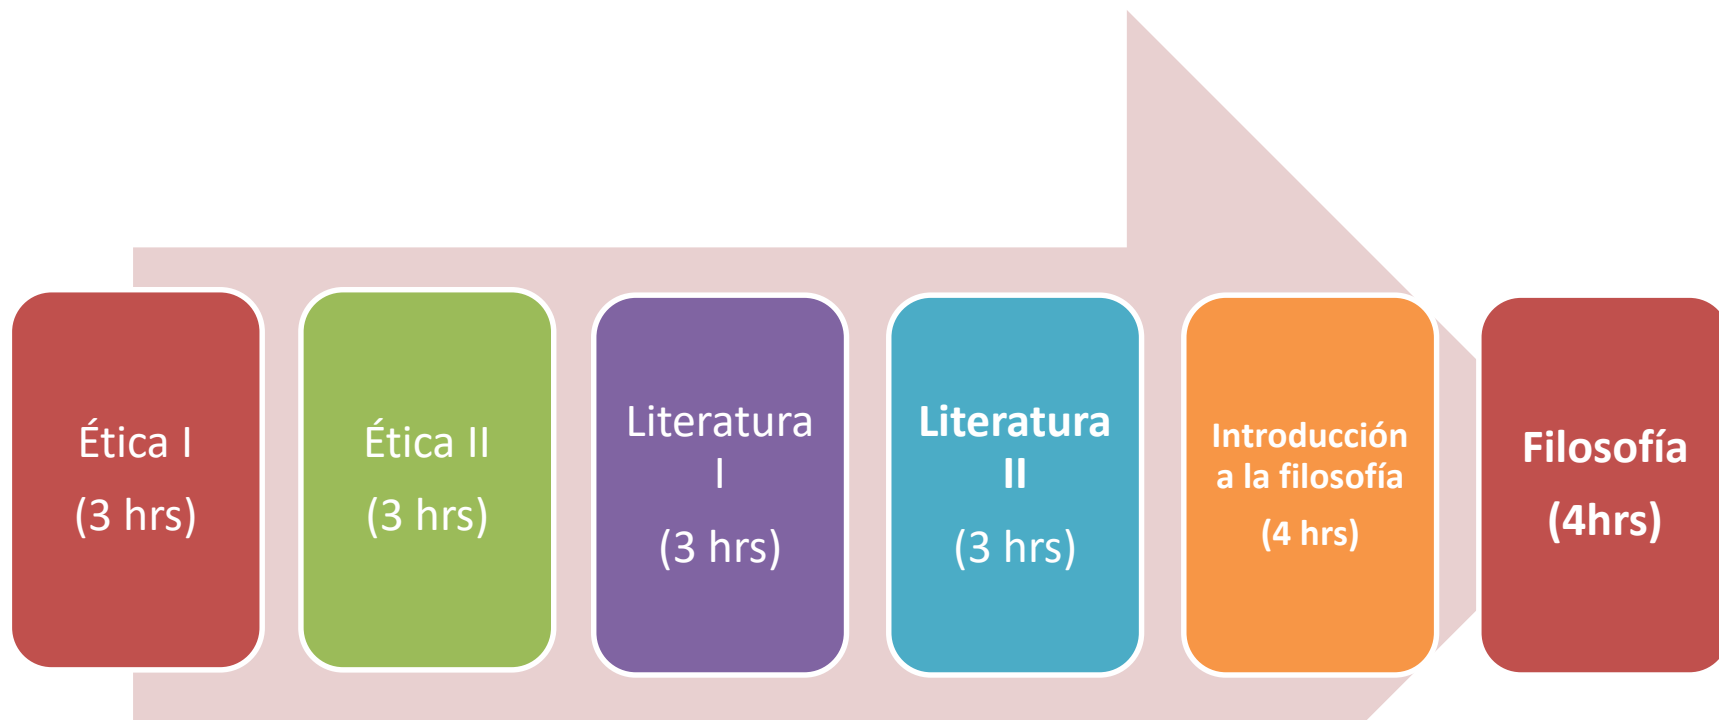 Ética I
(3 hrs)
Ética II
(3 hrs)
Literatura
I
(3 hrs)
Literatura
II
(3 hrs)
Introducción
a la filosofía
(4 hrs)
Filosofía
(4hrs)